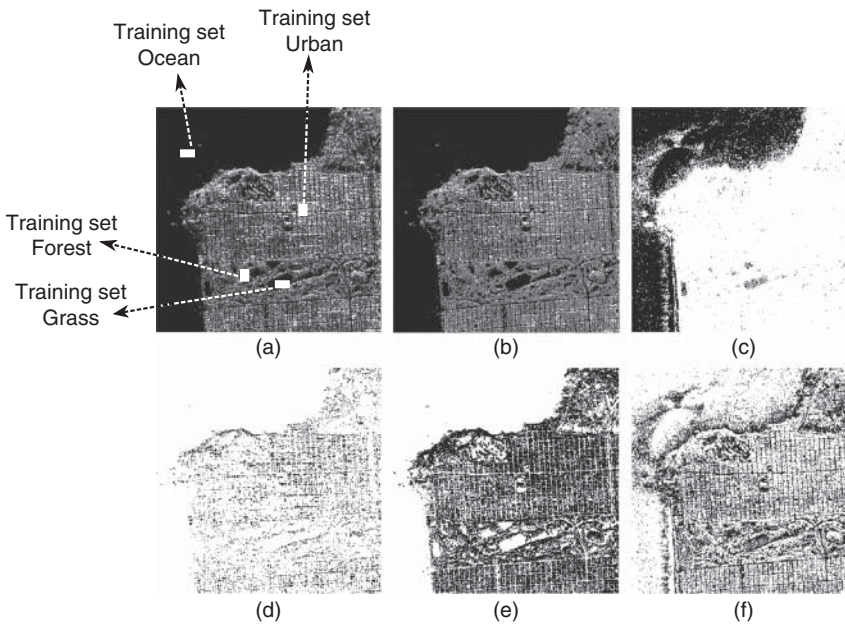 Training set
Ocean
Training set
Urban
Training set
Forest
Training set
Grass
(a)
(b)
(c)
(d)
(e)
(f)